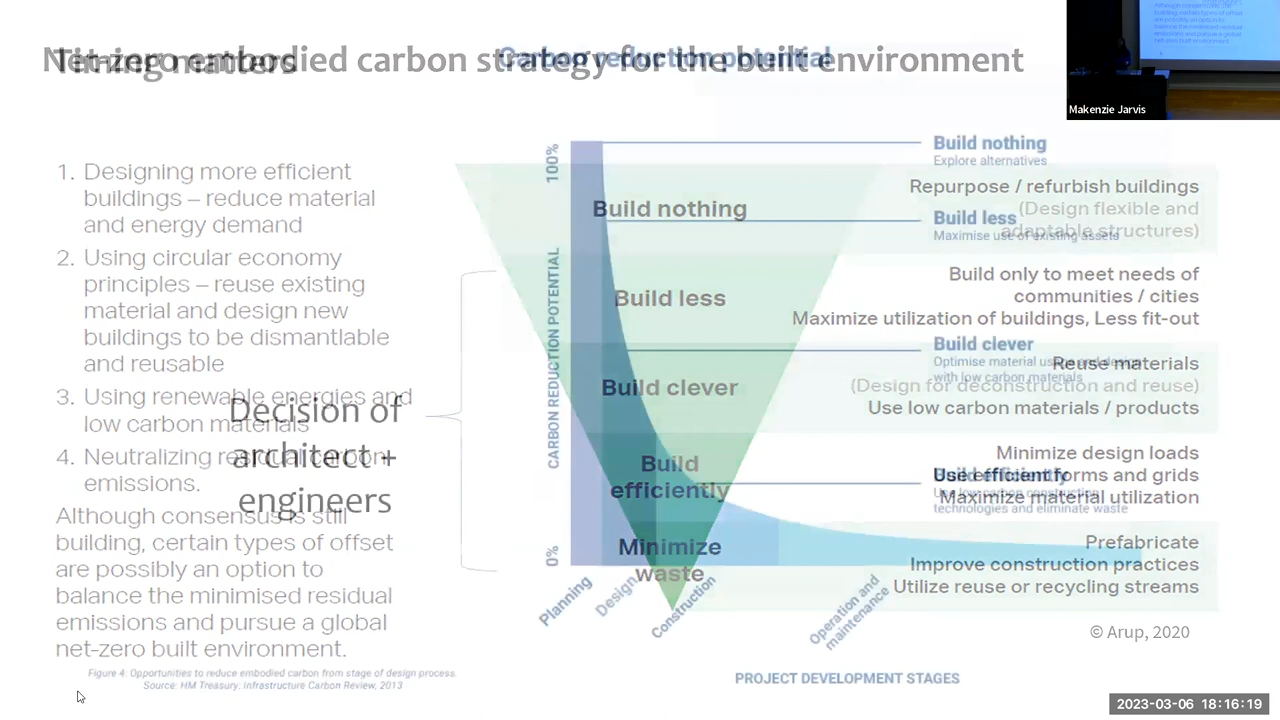 Net-zero embodied carbon strategy for the built environment
Timing matters
Carbon reduction potential
Makenzie Jarvis
1. Designing more efficient
buildings – reduce material
and energy demand
2. Using circular economy
principles – reuse existing
material and design new
buildings to be dismantlable
and reusable
3. Using renewable energies and
low carbon materials
4. Neutralizing residual carbon
emissions.
Although consensus is still
building, certain types of offset
are possibly an option to
balance the minimised residual
emissions and pursue a global
net-zero built environment.
Decision of
architect +
engineers
Figure 4: Opportunities to reduce embodied carbon from stage of design process.
Source: HM Treasury: Infrastructure Carbon Review, 2013
100%
CARBON REDUCTION POTENTIAL
0%
Build nothing
Build less
Build clever
Build
efficiently
Minimize
waste
Build nothing
Explore alternatives
Build less
Maximise use of existing assets
Build clever
Optimise material usage and design
with low carbon materials
Build efficiently
Use low carbon construction
technologies and eliminate waste
Repurpose / refurbish buildings
(Design flexible and
adaptable structures)
Build only to meet needs of
communities / cities
Maximize utilization of buildings, Less fit-out
Reuse materials
(Design for deconstruction and reuse)
Use low carbon materials / products
Minimize design loads
Use efficient forms and grids
Maximize material utilization
Prefabricate
Improve construction practices
Utilize reuse or recycling streams
Planning
Design
Construction
Operation and
maintenance
© Arup, 2020
PROJECT DEVELOPMENT STAGES
2023-03-06 18:16:19